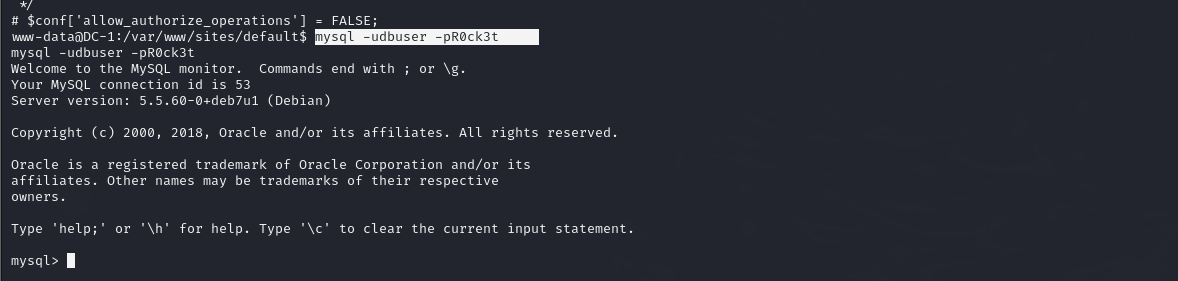 */
# $conf['allow_authorize_operations'] = FALSE;
www-data@DC-1:/var/www/sites/default$ mysql -udbuser -pR0ck3t
mysql -udbuser -pR0ck3t
Welcome to the MySQL monitor.  Commands end with ; or \g.
Your MySQL connection id is 53
Server version: 5.5.60-0+deb7u1 (Debian)

Copyright (c) 2000, 2018, Oracle and/or its affiliates. All rights reserved.

Oracle is a registered trademark of Oracle Corporation and/or its
affiliates. Other names may be trademarks of their respective
owners.

Type 'help;' or '\h' for help. Type '\c' to clear the current input statement.

mysql>